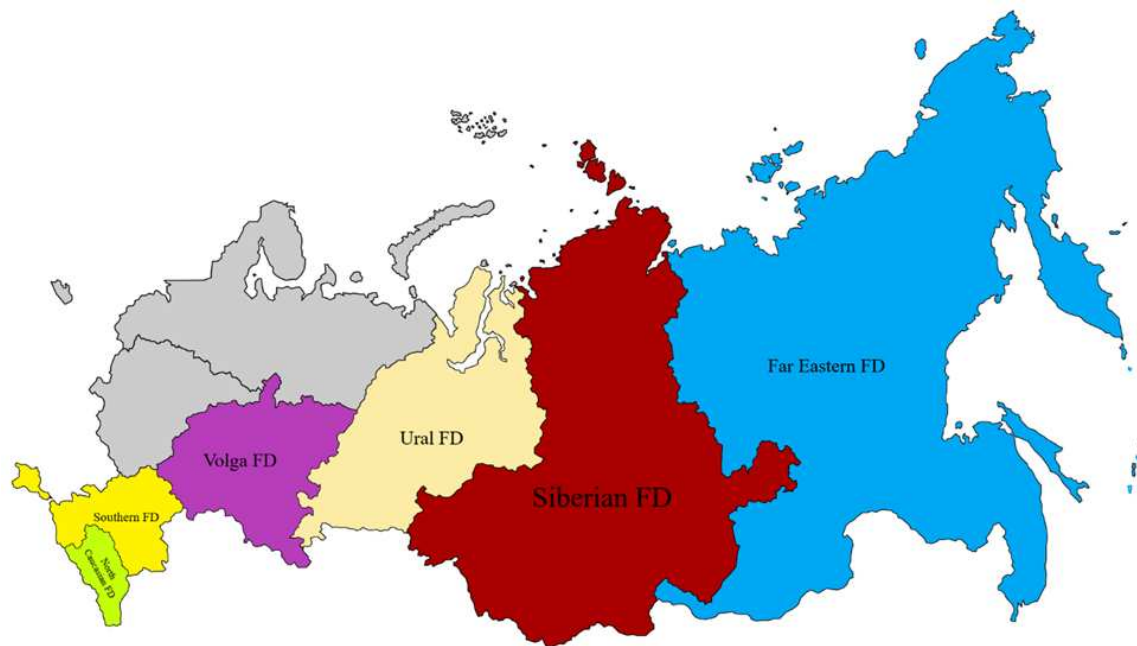 Far Eastern FD
Ural FD
Volga FD
Siberian FD
Southern FD
North
Caucasian FD